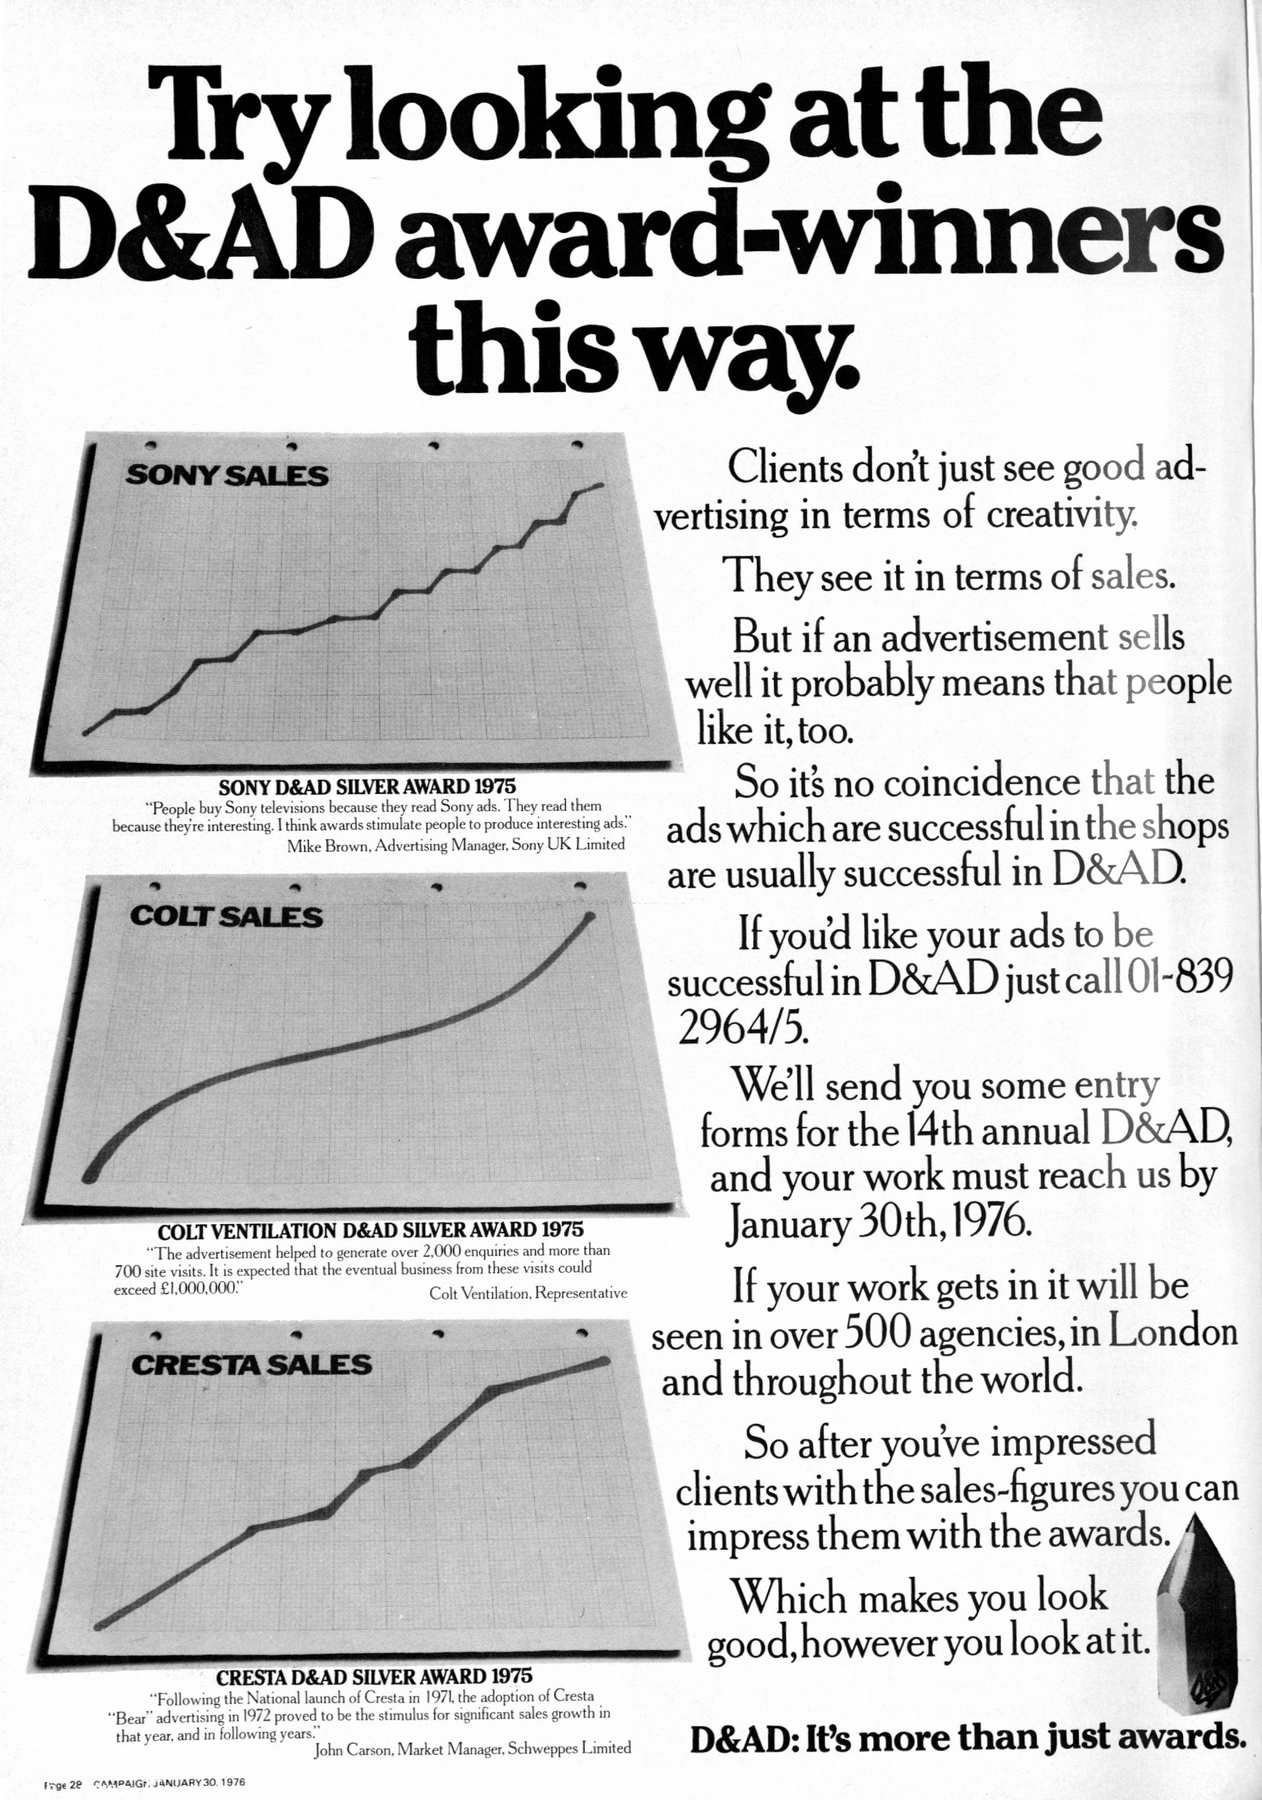 Try looking at the
D&AD award-winners
this way.
SONY SALES
SONY D&AD SILVER AWARD 1975
"People buy Sony televisions because they read Sony ads. They read them
because they're interesting. I think awards stimulate people to produce interesting ads."
Mike Brown, Advertising Manager, Sony UK Limited
COLT SALES
COLT VENTILATION D&AD SILVER AWARD 1975
"The advertisement helped to generate over 2,000 enquiries and more than
700 site visits. It is expected that the eventual business from these visits could
exceed £1,000,000."
Colt Ventilation, Representative
CRESTA SALES
CRESTA D&AD SILVER AWARD 1975
"Following the National launch of Cresta in 1971, the adoption of Cresta
"Bear" advertising in 1972 proved to be the stimulus for significant sales growth in
that year, and in following years."
John Carson, Market Manager, Schweppes Limited
Clients don't just see good ad-
vertising in terms of creativity.
They see it in terms of sales.
But if an advertisement sells
well it probably means that people
like it, too.
So it's no coincidence that the
ads which are successful in the shops
are usually successful in D&AD.
If you'd like your ads to be
successful in D&AD just call 01-839
2964/5.
We'll send you some entry
forms for the 14th annual D&AD,
and your work must reach us by
January 30th, 1976.
If your work gets in it will be
seen in over 500 agencies, in London
and throughout the world.
So after you've impressed
clients with the sales-figures you can
impress them with the awards.
Which makes you look
good, however you look at it.
D&AD
D&AD: It's more than just awards.
Page 28 CAMPAIGN, JANUARY 30, 1976